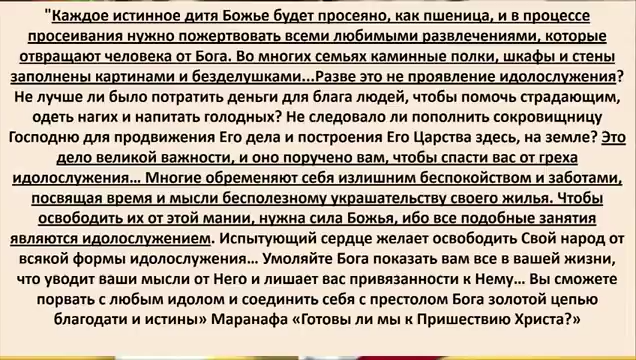 "Каждое истинное дитя Божье будет просеяно, как пшеница, и в процессе
просеивания нужно пожертвовать всеми любимыми развлечениями, которые
отвращают человека от Бога. Во многих семьях каминные полки, шкафы и стены
заполнены картинами и безделушками...Разве это не проявление идолослужения?
Не лучше ли было потратить деньги для блага людей, чтобы помочь страдающим,
одеть нагих и напитать голодных? Не следовало ли пополнить сокровищницу
Господню для продвижения Его дела и построения Его Царства здесь, на земле? Это
дело великой важности, и оно поручено вам, чтобы спасти вас от греха
идолослужения… Многие обременяют себя излишним беспокойством и заботами,
посвящая время и мысли бесполезному украшательству своего жилья. Чтобы
освободить их от этой мании, нужна сила Божья, ибо все подобные занятия
являются идолослужением. Испытующий сердце желает освободить Свой народ от
всякой формы идолослужения… Умоляйте Бога показать вам все в вашей жизни,
что уводит ваши мысли от Него и лишает вас привязанности к Нему… Вы сможете
порвать с любым идолом и соединить себя с престолом Бога золотой цепью
благодати и истины» Маранафа «Готовы ли мы к Пришествию Христа?»